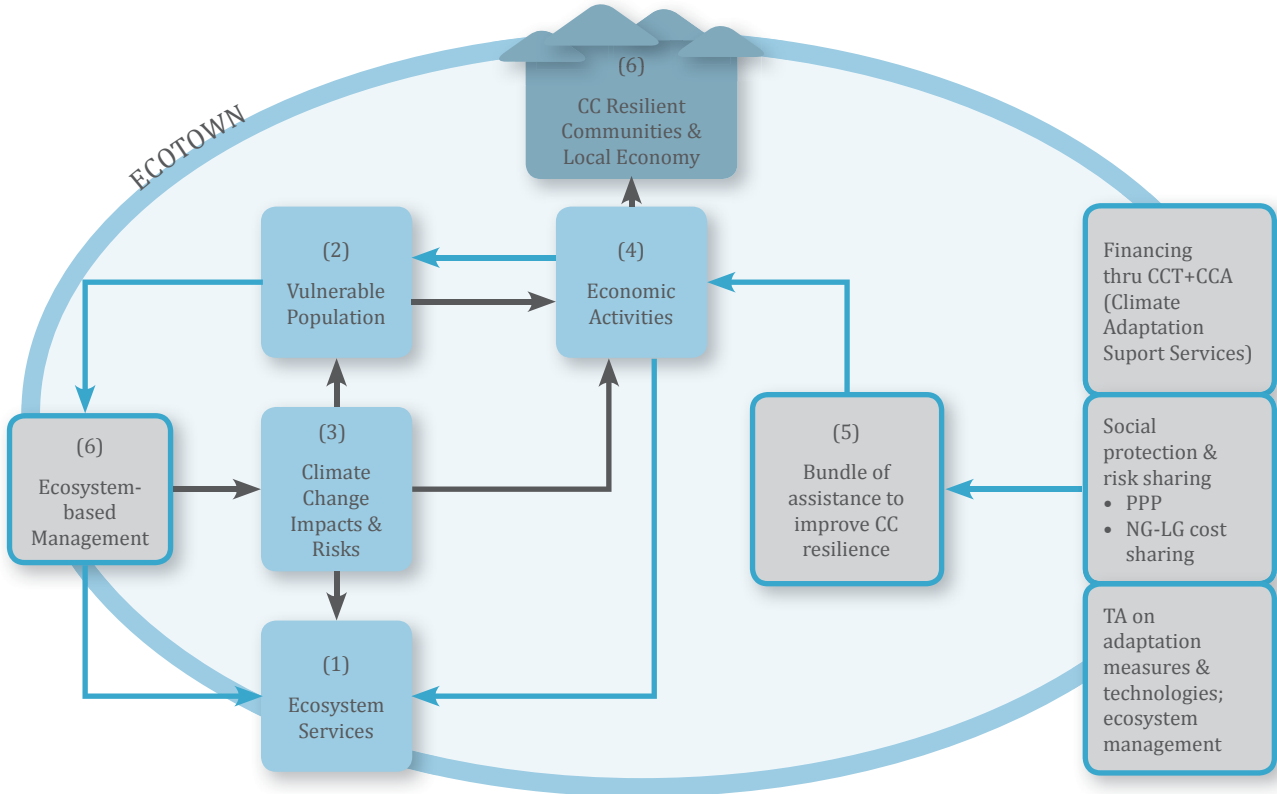 ECOTOWN
(6)
CC Resilient
Communities &
Local Economy
(2)
Vulnerable
Population
(4)
Economic
Activities
Financing
thru CCT+CCA
(Climate
Adaptation
Suport Services)
(6)
Ecosystem-
based
Management
(3)
Climate
Change
Impacts &
Risks
(5)
Bundle of
assistance to
improve CC
resilience
Social
protection &
risk sharing
• PPP
• NG-LG cost
sharing
(1)
Ecosystem
Services
TA on
adaptation
measures &
technologies;
ecosystem
management